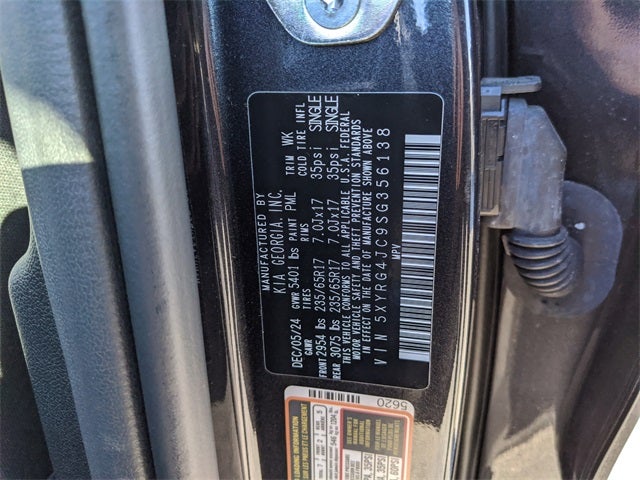 MANUFACTURED BY
KIA GEORGIA, INC.
DEC/05/24 GVWR 5401 lbs PAINT PML TRIM WK
GAWR TIRES RIMS COLD TIRE INFL
FRONT 2954 lbs 235/65R17 7.0Jx17 35psi SINGLE
REAR 3075 lbs 235/65R17 7.0Jx17 35psi SINGLE
THIS VEHICLE CONFORMS TO ALL APPLICABLE U.S.A. FEDERAL
MOTOR VEHICLE SAFETY AND THEFT PREVENTION STANDARDS
IN EFFECT ON THE DATE OF MANUFACTURE SHOWN ABOVE
VIN 5XYRG4JC9SG356138
MPV
5620
LOADING INFORMATION